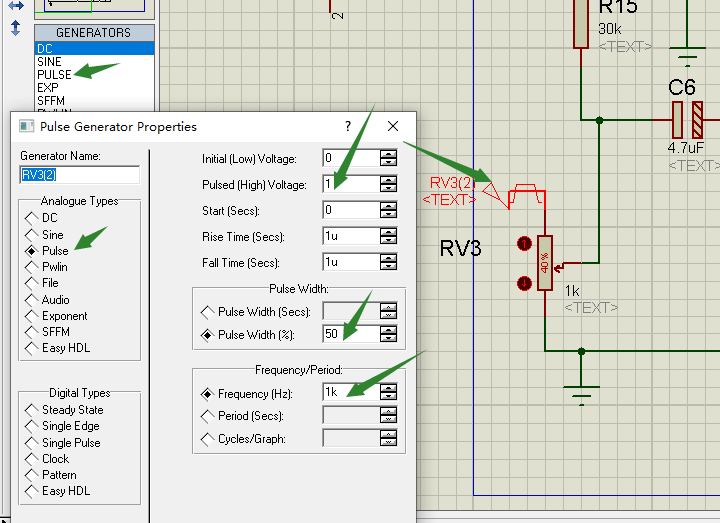 GENERATORS
DC
SINE
PULSE
EXP
SFFM
Pulse Generator Properties
?
Generator Name:
RV3(2)
Analogue Types
DC
Sine
Pulse
Pwlin
File
Audio
Exponent
SFFM
Easy HDL
Digital Types
Steady State
Single Edge
Single Pulse
Clock
Pattern
Easy HDL
Initial (Low) Voltage: 0
Pulsed (High) Voltage: 1
Start (Secs): 0
Rise Time (Secs): 1u
Fall Time (Secs): 1u
Pulse Width:
Pulse Width (Secs):
Pulse Width (%): 50
Frequency/Period:
Frequency (Hz): 1k
Period (Secs):
Cycles/Graph:
2
R15
30k
<TEXT>
C6
4.7uF
<TEXT>
RV3(2)
<TEXT>
RV3
40%
1k
<TEXT>